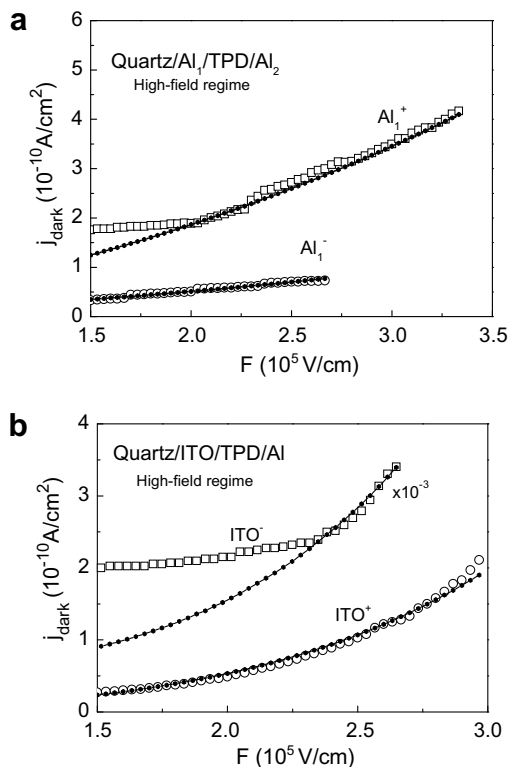 a
Quartz/Al₁/TPD/Al₂
High-field regime
Al₁⁺
Al₁⁻
j_dark (10⁻¹⁰A/cm²)
5
4
3
2
1
0
1.5 2.0 2.5 3.0 3.5
F (10⁵ V/cm)
b
Quartz/ITO/TPD/Al
High-field regime
x10⁻³
ITO⁻
ITO⁺
j_dark (10⁻¹⁰A/cm²)
4
3
2
1
0
1.5 2.0 2.5 3.0
F (10⁵ V/cm)